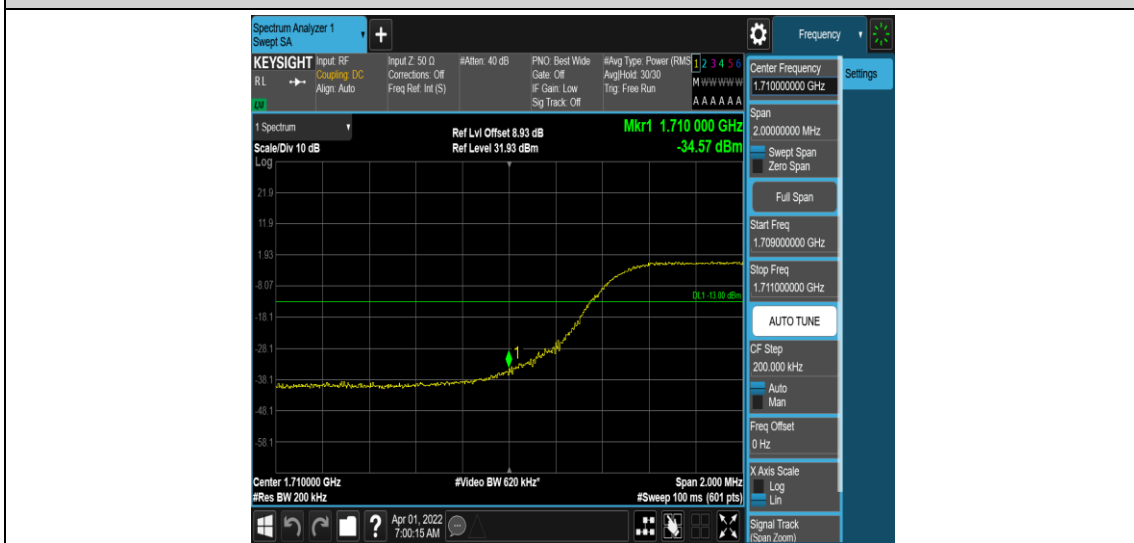 Spectrum Analyzer 1
Swept SA
+
Frequency
KEYSIGHT
RL
LXI
Input: RF
Coupling: DC
Align: Auto
Input Z: 50 Ω
Corrections: Off
Freq Ref: Int (S)
#Atten: 40 dB
PNO: Best Wide
Gate: Off
IF Gain: Low
Sig Track: Off
#Avg Type: Power (RMS
Avg|Hold: 30/30
Trig: Free Run
1 2 3 4 5 6
M W W W W W
A A A A A A
1 Spectrum
Scale/Div 10 dB
Log
Ref Lvl Offset 8.93 dB
Ref Level 31.93 dBm
Mkr1 1.710 000 GHz
-34.57 dBm
21.9
11.9
1.93
-8.07
-18.1
-28.1
-38.1
-48.1
-58.1
DL1 -13.00 dBm
1
Center 1.710000 GHz
#Res BW 200 kHz
#Video BW 620 kHz*
Span 2.000 MHz
#Sweep 100 ms (601 pts)
?
Apr 01, 2022
7:00:15 AM
Center Frequency
1.710000000 GHz
Settings
Span
2.00000000 MHz
Swept Span
Zero Span
Full Span
Start Freq
1.709000000 GHz
Stop Freq
1.711000000 GHz
AUTO TUNE
CF Step
200.000 kHz
Auto
Man
Freq Offset
0 Hz
X Axis Scale
Log
Lin
Signal Track
(Span Zoom)